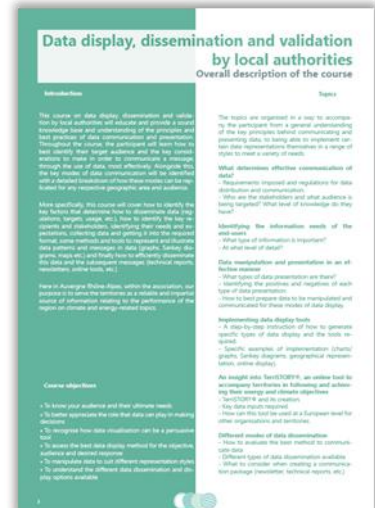 Data display, dissemination and validation
by local authorities
Overall description of the course
Introduction
This course on data display, dissemination and valida-
tion by local authorities will educate and provide a sound
knowledge base and understanding of the principles and
best practices of data communication and presentation.
Throughout the course, the participant will learn how to
best identify their target audience and the key consid-
erations to make in order to communicate a message,
through the use of data, most effectively. Alongside this,
the key modes of data communication will be identified
with a detailed breakdown of how these modes can be rep-
licated for any respective geographic area and audience.
More specifically, this course will cover how to identify the
key factors that determine how to disseminate data (reg-
ulations, targets, usage, etc.), how to identify the key re-
cipients and stakeholders, identifying their needs and ex-
pectations, collecting data and getting it into the required
format, some methods and tools to represent and illustrate
data patterns and messages in data (graphs, Sankey dia-
grams, maps etc.) and finally how to efficiently disseminate
this data and the subsequent messages (technical reports,
newsletters, online tools, etc.)
Here in Auvergne Rhône-Alpes, within the association, our
purpose is to serve the territories as a reliable and impartial
source of information relating to the performance of the
region on climate and energy-related topics.
Course objectives
• To know your audience and their ultimate needs
• To better appreciate the role that data can play in making
decisions
• To recognise how data visualisation can be a persuasive
tool
• To access the best data display method for the objective,
audience and desired response
• To manipulate data to suit different representation styles
• To understand the different data dissemination and dis-
play options available
Topics
The topics are organised in a way to accompa-
ny the participant from a general understanding
of the key principles behind communicating and
presenting data, to being able to implement cer-
tain data representations themselves in a range of
styles to meet a variety of needs.
What determines effective communication of
data?
- Requirements imposed and regulations for data
distribution and communication.
- Who are the stakeholders and what audience is
being targeted? What level of knowledge do they
have?
Identifying the information needs of the
end-users
- What type of information is important?
- At what level of detail?
Data manipulation and presentation in an ef-
fective manner
- What types of data presentation are there?
- Identifying the positives and negatives of each
type of data presentation.
- How to best prepare data to be manipulated and
communicated for these modes of data display.
Implementing data display tools
- A step-by-step instruction of how to generate
specific types of data display and the tools re-
quired.
- Specific examples of implementation (charts/
graphs, Sankey diagrams, geographical represen-
tation, online display).
An insight into TerriSTORY®, an online tool to
accompany territories in following and achiev-
ing their energy and climate objectives
- TerriSTORY® and its creation.
- Key data inputs required
- How can this tool be used at a European level for
other organisations and territories.
Different modes of data dissemination
- How to evaluate the best method to communi-
cate data
- Different types of data dissemination available
- What to consider when creating a communica-
tion package (newsletter, technical reports, etc.)